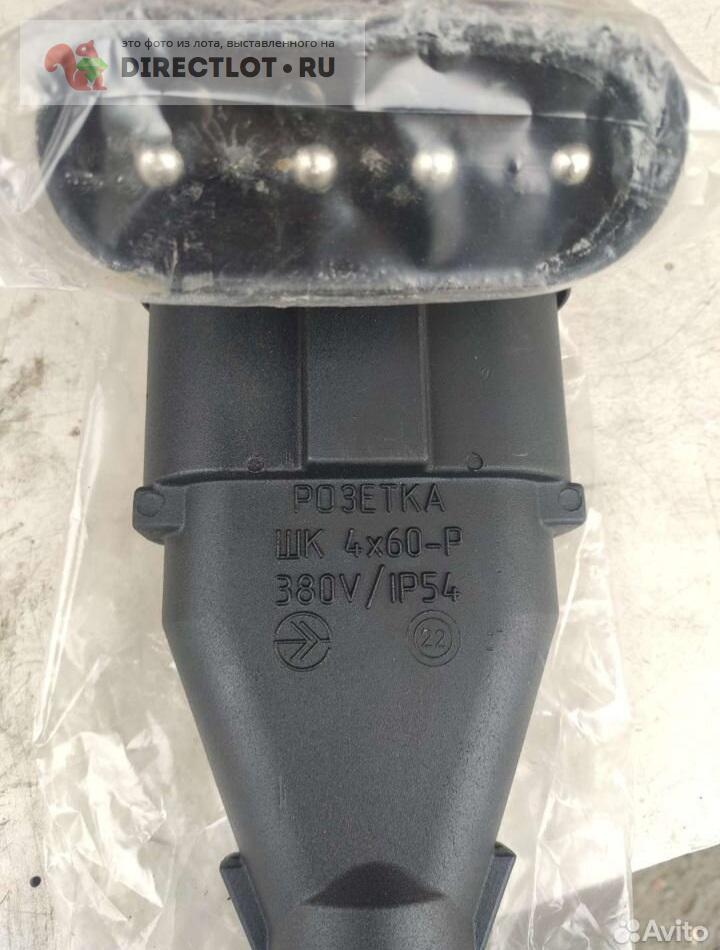 это фото из лота, выставленного на
DIRECTLOT•RU
РОЗЕТКА
ШК 4х60-Р
380V/IP54
22
Avito